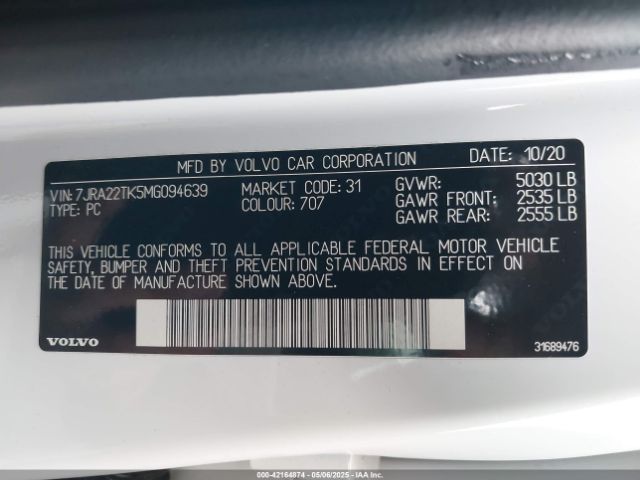 MFD BY VOLVO CAR CORPORATION DATE: 10/20
VIN: 7JRA22TK5MG094639 MARKET CODE: 31 GVWR: 5030 LB
TYPE: PC COLOUR: 707 GAWR FRONT: 2535 LB
GAWR REAR: 2555 LB
THIS VEHICLE CONFORMS TO ALL APPLICABLE FEDERAL MOTOR VEHICLE
SAFETY, BUMPER AND THEFT PREVENTION STANDARDS IN EFFECT ON
THE DATE OF MANUFACTURE SHOWN ABOVE.
VOLVO 31689476
000-42164874 | 05/06/2025 | IAA Inc.